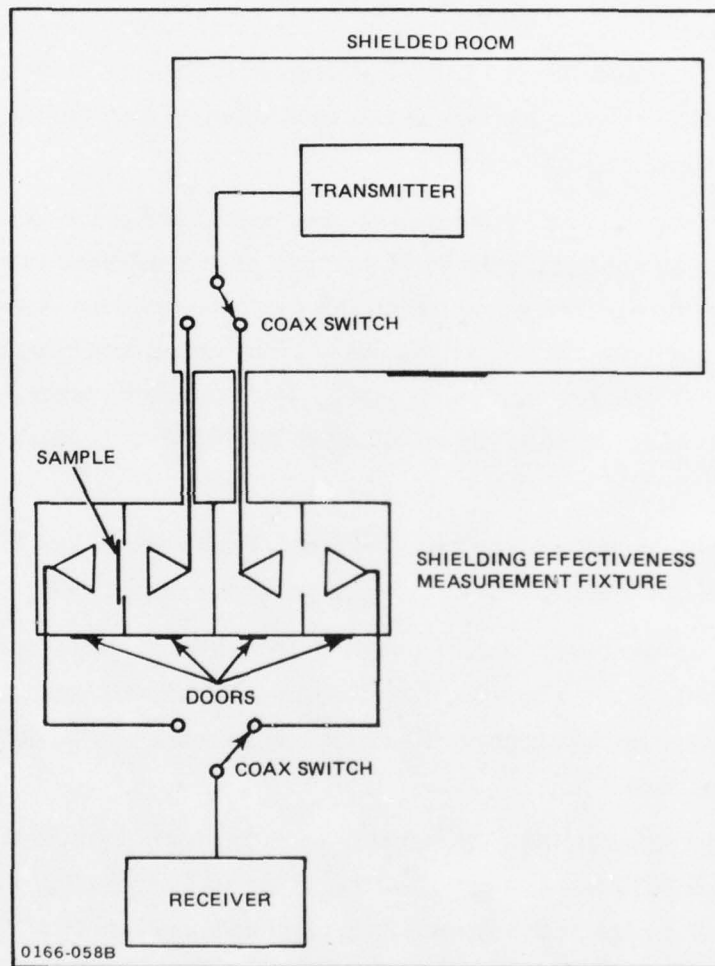 SHIELDED ROOM
TRANSMITTER
COAX SWITCH
SAMPLE
SHIELDING EFFECTIVENESS
MEASUREMENT FIXTURE
DOORS
COAX SWITCH
RECEIVER
0166-058B